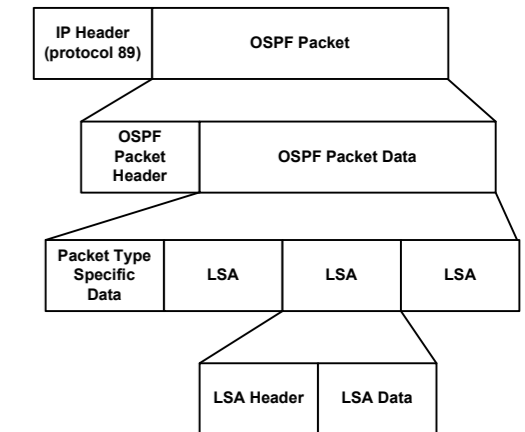 IP Header
(protocol 89)
OSPF Packet
OSPF
Packet
Header
OSPF Packet Data
Packet Type
Specific
Data
LSA
LSA
LSA
LSA Header
LSA Data